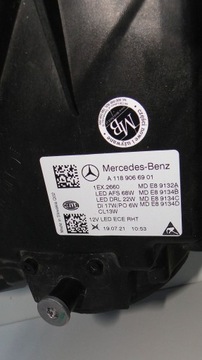 MB
Mercedes-Benz
A 118 906 69 01
1EX.2660 MD E8 9132A
LED AFS 68W MD E8 9134B
LED DRL 22W MD E8 9134C
DI 17W/PO 6W MD E8 9134D
CL13W
12V LED ECE RHT
19.07.21 10:53